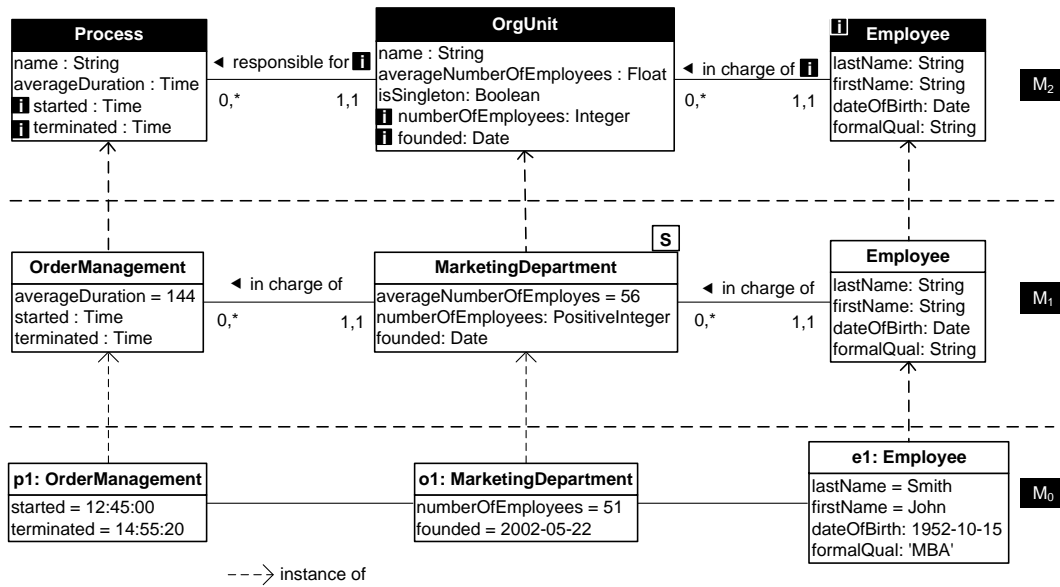 Process
name : String
averageDuration : Time
i started : Time
i terminated : Time
◄ responsible for i
0,* 1,1
OrgUnit
name : String
averageNumberOfEmployees : Float
isSingleton: Boolean
i numberOfEmployees: Integer
i founded: Date
◄ in charge of i
0,* 1,1
i Employee
lastName: String
firstName: String
dateOfBirth: Date
formalQual: String
M2
OrderManagement
averageDuration = 144
started : Time
terminated : Time
◄ in charge of
0,* 1,1
S
MarketingDepartment
averageNumberOfEmployes = 56
numberOfEmployees: PositiveInteger
founded: Date
◄ in charge of
0,* 1,1
Employee
lastName: String
firstName: String
dateOfBirth: Date
formalQual: String
M1
p1: OrderManagement
started = 12:45:00
terminated = 14:55:20
o1: MarketingDepartment
numberOfEmployees = 51
founded = 2002-05-22
e1: Employee
lastName = Smith
firstName = John
dateOfBirth: 1952-10-15
formalQual: 'MBA'
M0
instance of